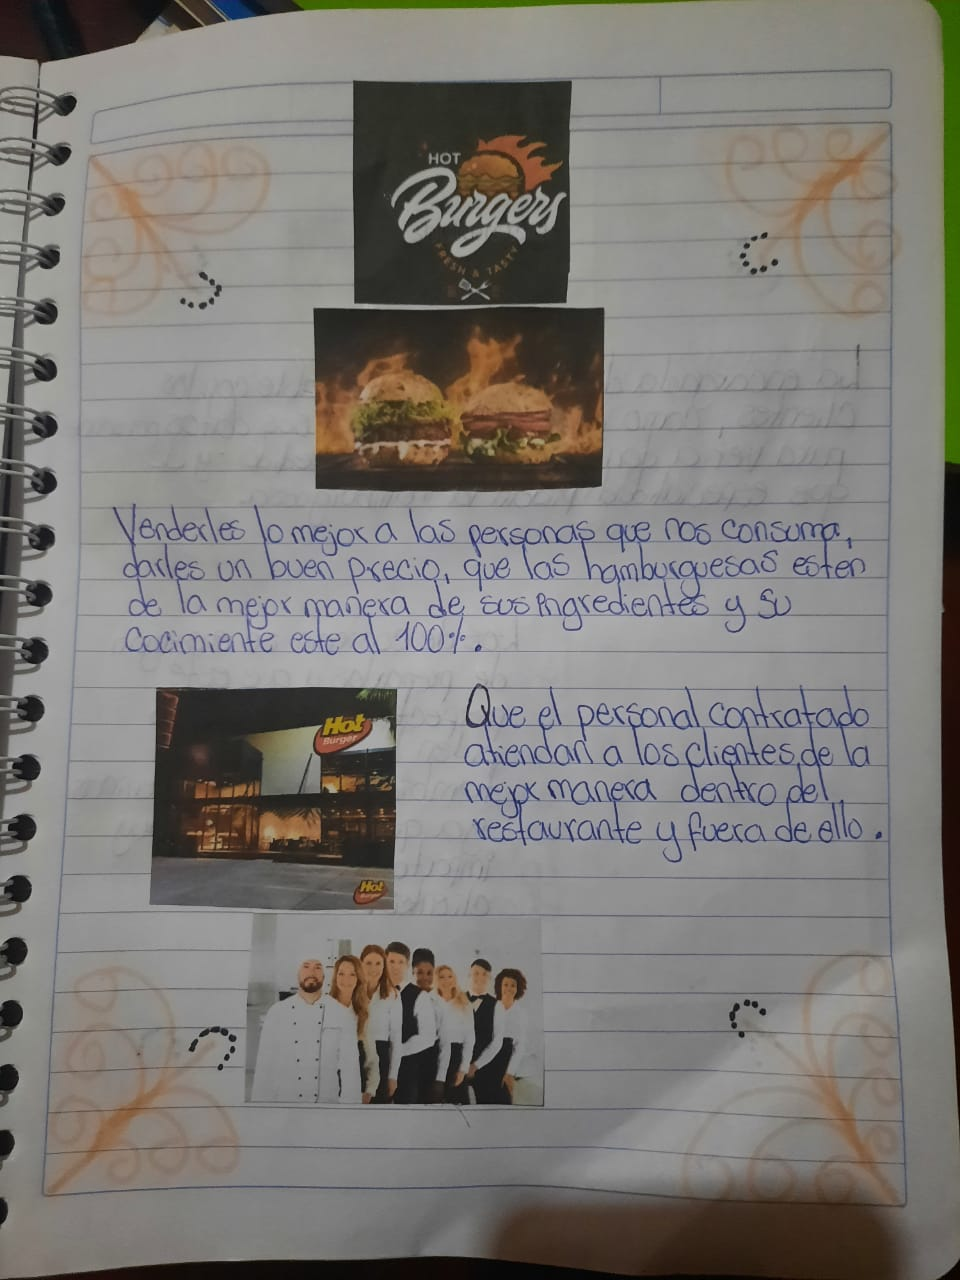 HOT
Burgers
FRESH & TASTY
Venderles lo mejor a las personas que nos consuma,
darles un buen precio, que las hamburguesas esten
de la mejor manera de sus ingredientes y su
cocimiente este al 100%.
Hot
Burger
Que el personal contratado
atiendan a los clientes de la
mejor manera dentro del
restaurante y fuera de ello.
Hot
Burger